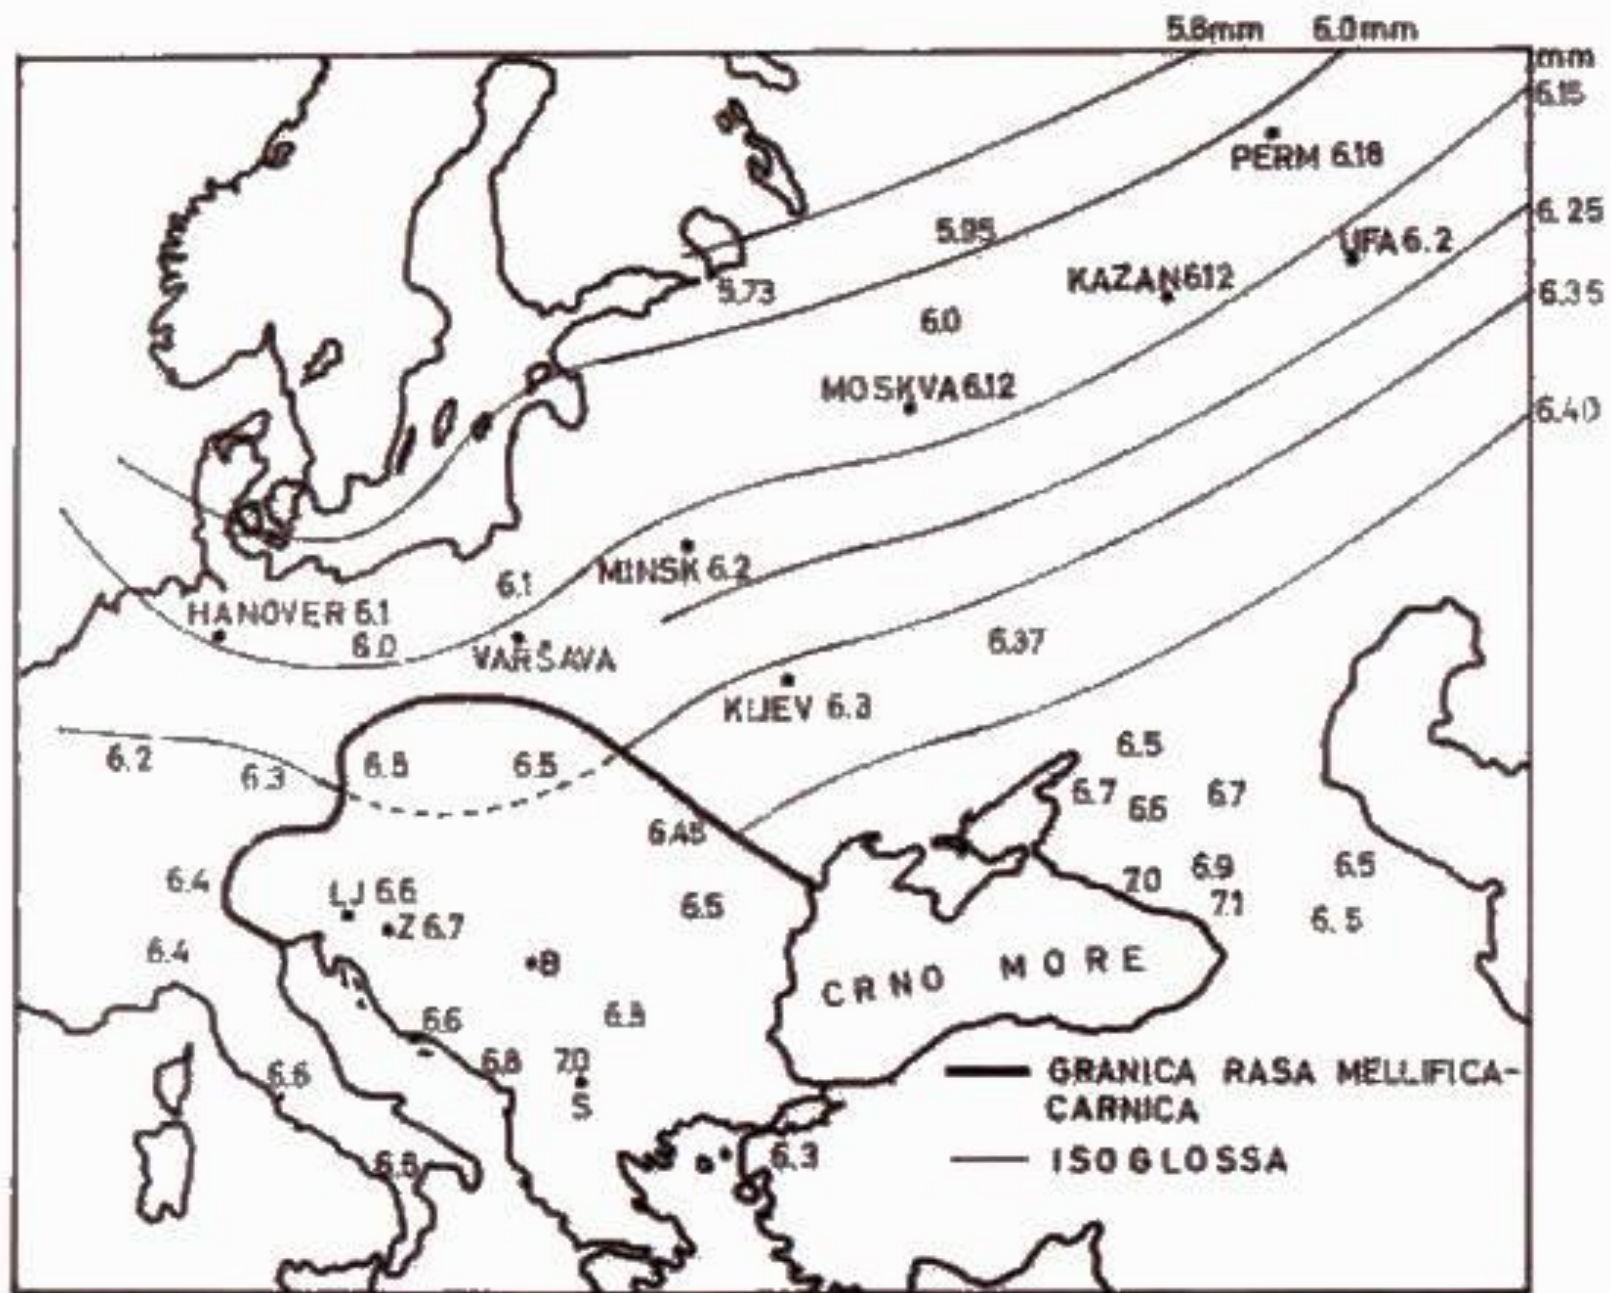 5.8mm 6.0mm
mm
6.15
PERM 6.18
6.25
5.95
UFA 6.2
KAZAN 6.12
5.73
6.35
6.0
MOSKVA 6.12
6.40
MINSK 6.2
6.1
HANOVER 6.1
6.0
VARŠAVA
6.37
KIJEV 6.3
6.2
6.3
6.5
6.5
6.5
6.7
6.6
6.7
6.45
6.4
LJ 6.6
Z 6.7
6.5
7.0
6.9
7.1
6.5
6.5
6.4
B
CRNO MORE
6.6
6.8
7.0
S
6.6
GRANICA RASA MELLIFICA-
CARNICA
6.3
ISOGLOSSA